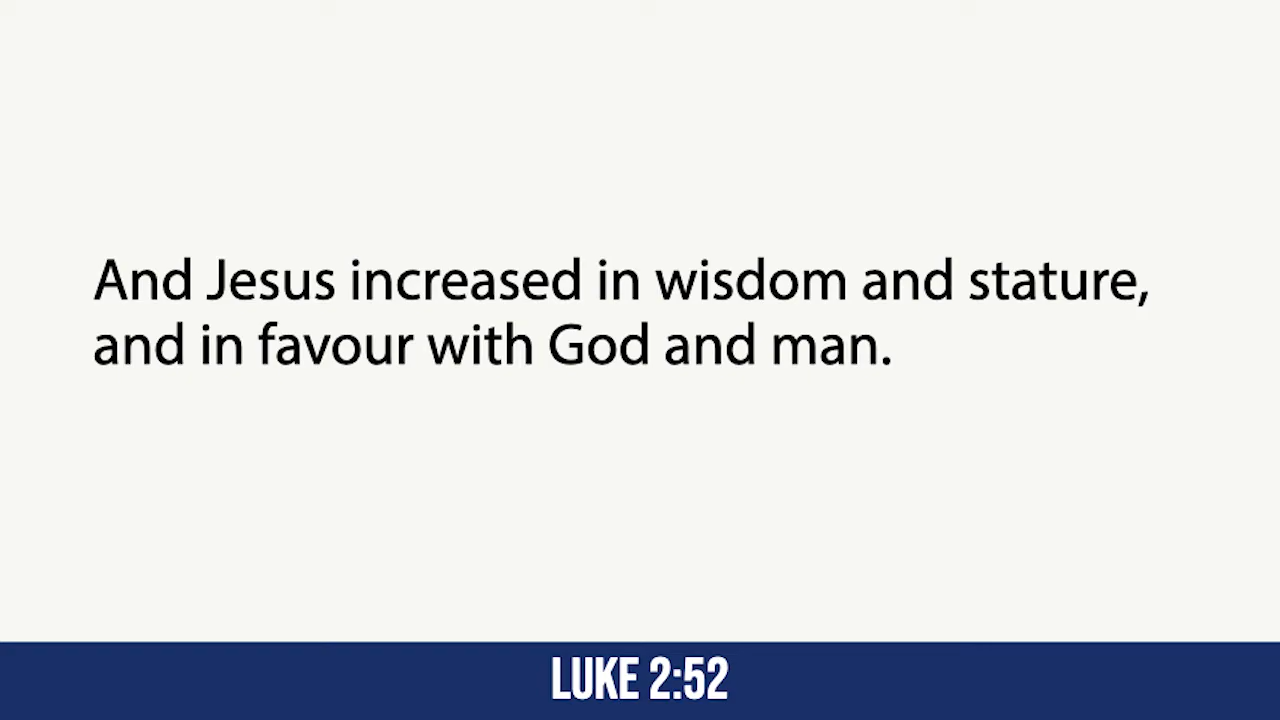 And Jesus increased in wisdom and stature,
and in favour with God and man.
LUKE 2:52